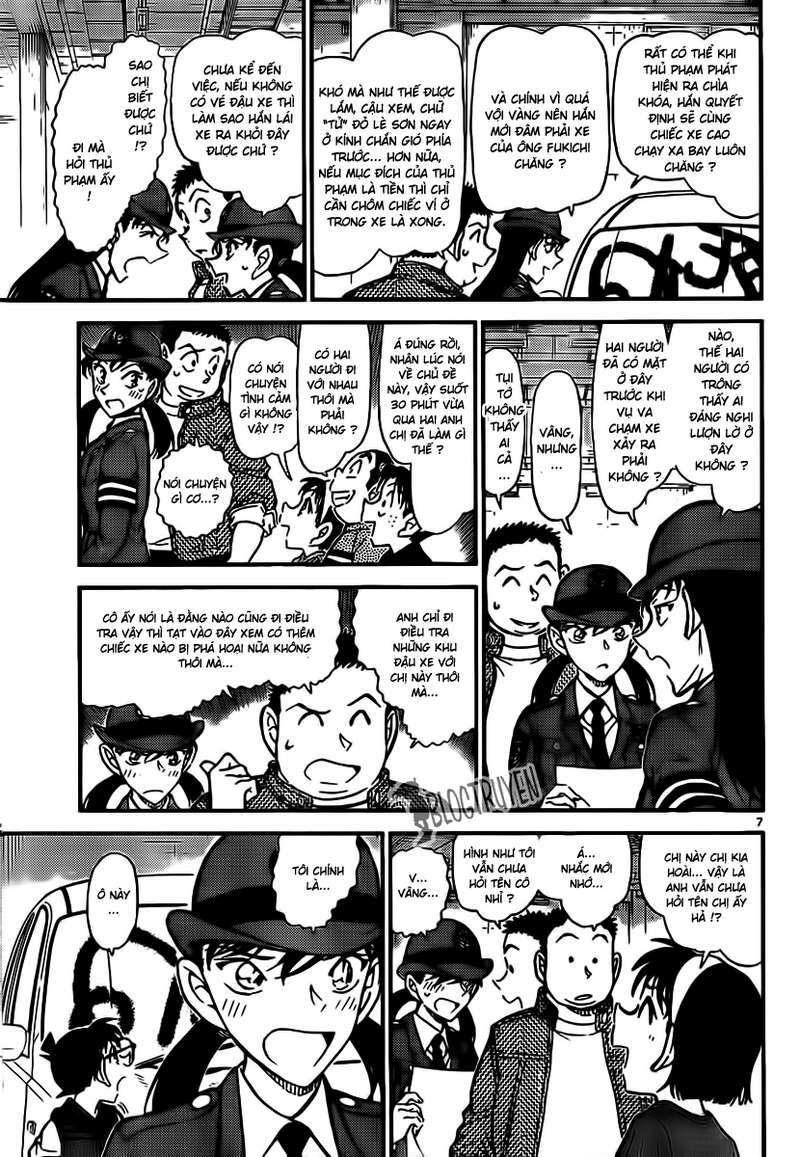 RẤT CÓ THỂ KHI
THỦ PHẠM PHÁT
HIỆN RA CHÌA
KHÓA, HẮN QUYẾT
ĐỊNH SẼ CÙNG
CHIẾC XE CAO
CHẠY XA BAY LUÔN
CHĂNG ?
VÀ CHÍNH VÌ QUÁ
VỘI VÀNG NÊN HẮN
MỚI ĐÂM PHẢI XE
CỦA ÔNG FUKICHI
CHĂNG ?
KHÓ MÀ NHƯ THẾ ĐƯỢC
LẮM, CẬU XEM, CHỮ
"TỬ" ĐỎ LÈ SƠN NGAY
Ở KÍNH CHẮN GIÓ PHÍA
TRƯỚC... HƠN NỮA,
NẾU MỤC ĐÍCH CỦA THỦ
PHẠM LÀ TIỀN THÌ CHỈ
CẦN CHÔM CHIẾC VÍ Ở
TRONG XE LÀ XONG.
CHƯA KỂ ĐẾN
VIỆC, NẾU KHÔNG
CÓ VÉ ĐẬU XE THÌ
LÀM SAO HẮN LÁI
XE RA KHỎI ĐÂY
ĐƯỢC CHỨ ?
SAO
CHỊ
BIẾT
ĐƯỢC
CHỨ !?
ĐI MÀ
HỎI THỦ
PHẠM ẤY !
NÀO,
THẾ HAI
NGƯỜI
CÓ TRÔNG
THẤY AI
ĐÁNG NGHI
LƯỢN LỜ Ở
ĐÂY
KHÔNG ?
HAI NGƯỜI
ĐÃ CÓ MẶT
Ở ĐÂY
TRƯỚC KHI
VỤ VA
CHẠM XE
XẢY RA
PHẢI
KHÔNG ?
VÂNG,
NHƯNG
...
TỤI
TỚ
KHÔNG
THẤY AI
CẢ ...
Á ĐÚNG RỒI,
NHÂN LÚC NÓI
VỀ CHỦ ĐỀ
NÀY, VẬY SUỐT
30 PHÚT VỪA
QUA HAI ANH
CHỊ ĐÃ LÀM GÌ
THẾ ?
CÓ HAI
NGƯỜI ĐI
VỚI NHAU
THÔI MÀ
PHẢI
KHÔNG ?
CÓ NÓI
CHUYỆN
TÌNH CẢM
GÌ KHÔNG
VẬY !?
NÓI
CHUYỆN
GÌ CƠ...?
ANH CHỈ ĐI
ĐIỀU TRA
NHỮNG KHU
ĐẬU XE VỚI
CHỊ NÀY THÔI
MÀ...
CÔ ẤY NÓI LÀ ĐẰNG NÀO CŨNG ĐI ĐIỀU
TRA VẬY THÌ TẠT VÀO ĐÂY XEM CÓ THÊM
CHIẾC XE NÀO BỊ PHÁ HOẠI NỮA KHÔNG
THÔI MÀ....
BLOGTRUYEN
7
CHỊ NÀY CHỊ KIA
HOÀI... VẬY LÀ
ANH VẪN CHƯA
HỎI TÊN CHỊ ẤY
HẢ !?
Á...
NHẮC MỚI
NHỚ...
HÌNH NHƯ TÔI
VẪN CHƯA
HỎI TÊN CÔ
NHỈ ?
V...
VÂNG...
TÔI CHÍNH
LÀ...
Ô NÀY
...